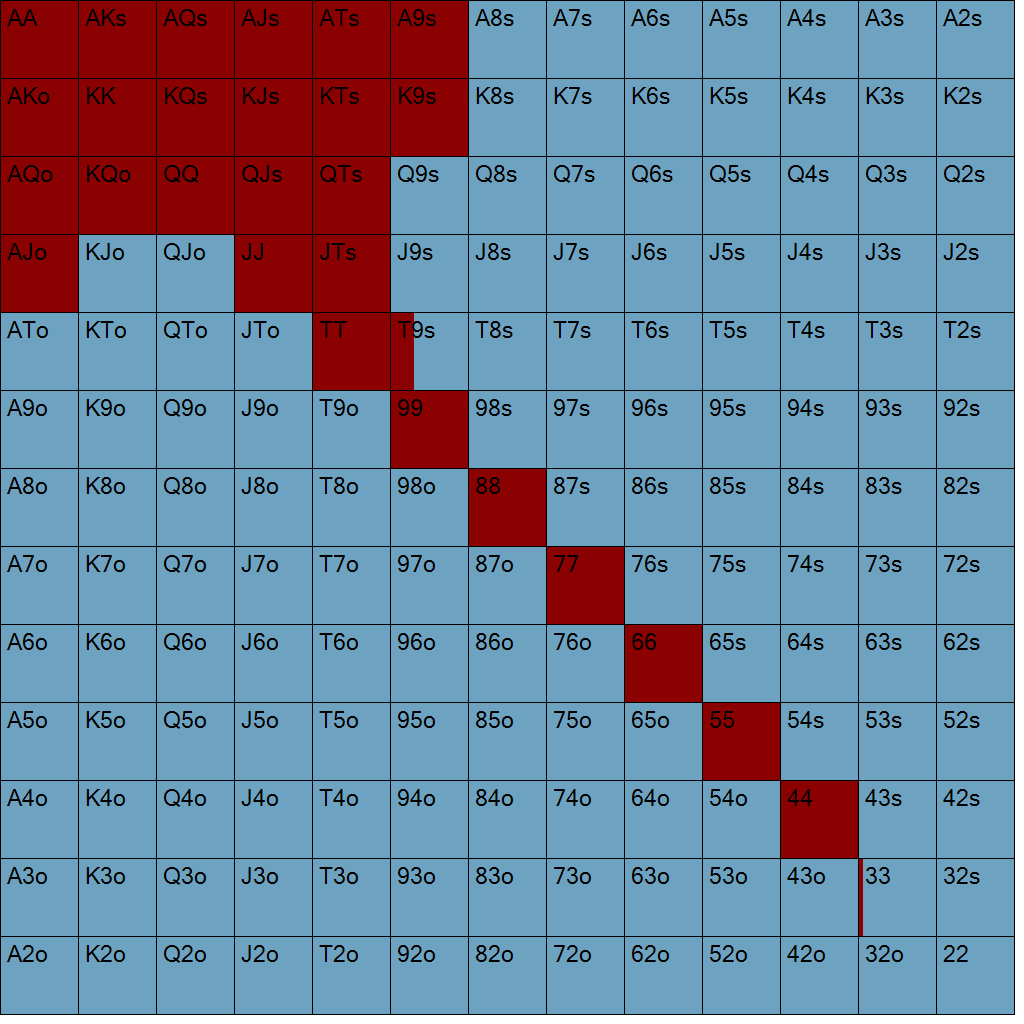 AA AKs AQs AJs ATs A9s A8s A7s A6s A5s A4s A3s A2s
AKo KK KQs KJs KTs K9s K8s K7s K6s K5s K4s K3s K2s
AQo KQo QQ QJs QTs Q9s Q8s Q7s Q6s Q5s Q4s Q3s Q2s
AJo KJo QJo JJ JTs J9s J8s J7s J6s J5s J4s J3s J2s
ATo KTo QTo JTo TT T9s T8s T7s T6s T5s T4s T3s T2s
A9o K9o Q9o J9o T9o 99 98s 97s 96s 95s 94s 93s 92s
A8o K8o Q8o J8o T8o 98o 88 87s 86s 85s 84s 83s 82s
A7o K7o Q7o J7o T7o 97o 87o 77 76s 75s 74s 73s 72s
A6o K6o Q6o J6o T6o 96o 86o 76o 66 65s 64s 63s 62s
A5o K5o Q5o J5o T5o 95o 85o 75o 65o 55 54s 53s 52s
A4o K4o Q4o J4o T4o 94o 84o 74o 64o 54o 44 43s 42s
A3o K3o Q3o J3o T3o 93o 83o 73o 63o 53o 43o 33 32s
A2o K2o Q2o J2o T2o 92o 82o 72o 62o 52o 42o 32o 22